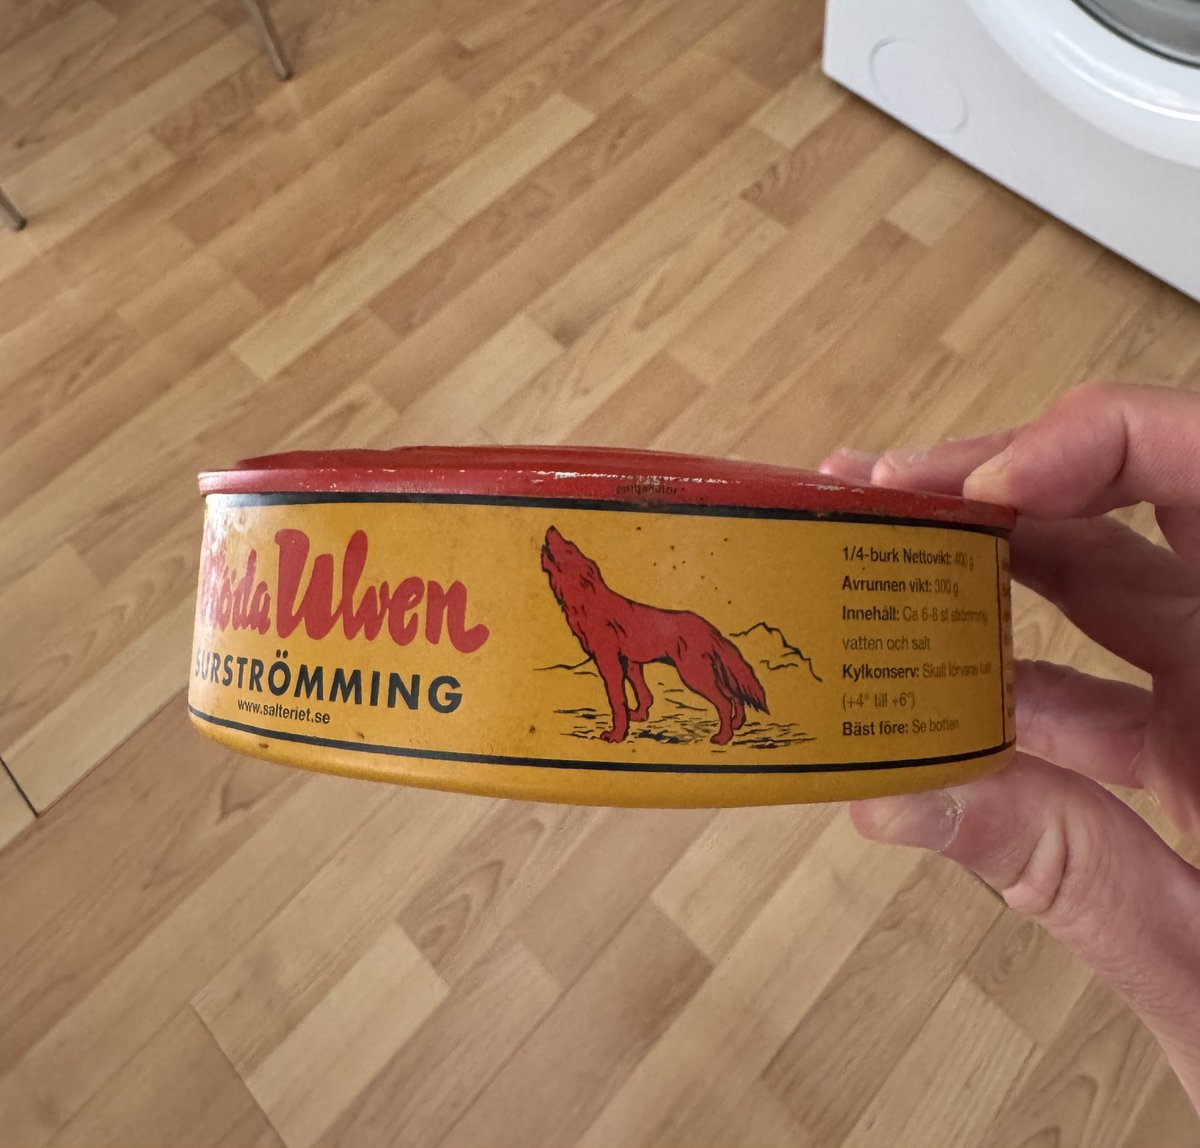 Röda Ulven
SURSTRÖMMING
www.salteriet.se
1/4-burk Nettovikt: 400 g
Avrunnen vikt: 300 g
Innehåll: Ca 6-8 st strömming,
vatten och salt
Kylkonserv: Skall förvaras kallt
(+4° till +6°)
Bäst före: Se botten